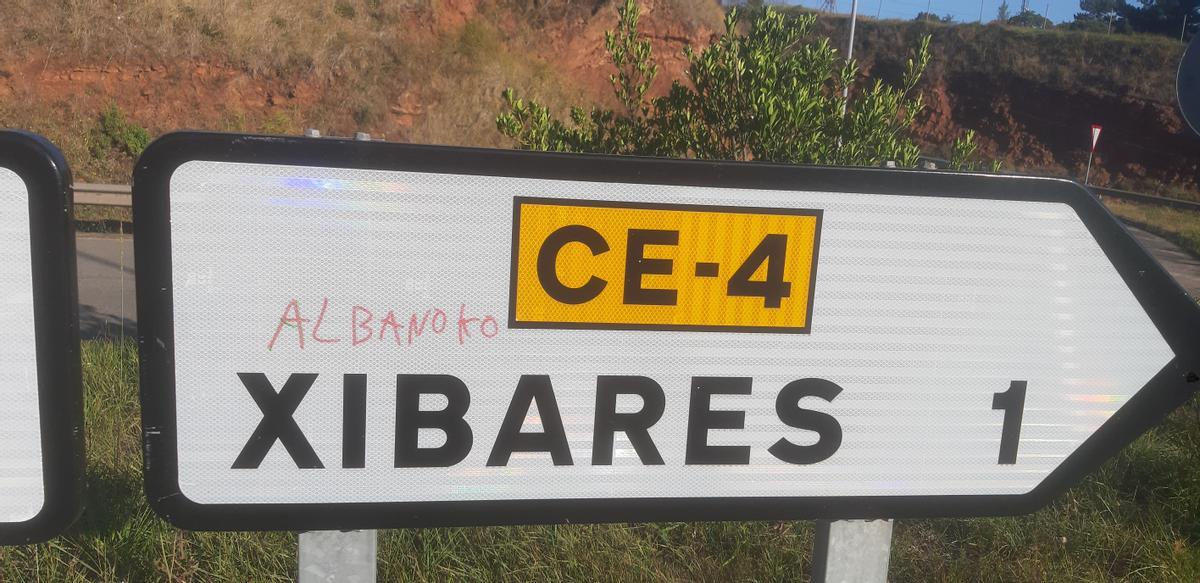 CE-4
ALBANOKO
XIBARES 1